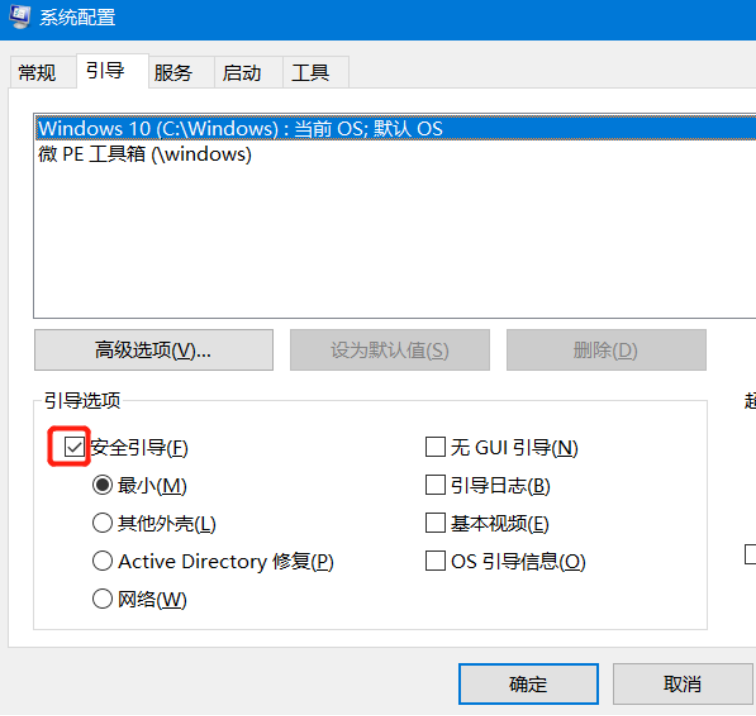 系统配置
常规 引导 服务 启动 工具
Windows 10 (C:\Windows) : 当前 OS; 默认 OS
微 PE 工具箱 (\windows)
高级选项(V)... 设为默认值(S) 删除(D)
引导选项
安全引导(F) 无 GUI 引导(N)
最小(M) 引导日志(B)
其他外壳(L) 基本视频(E)
Active Directory 修复(P) OS 引导信息(O)
网络(W)
确定 取消